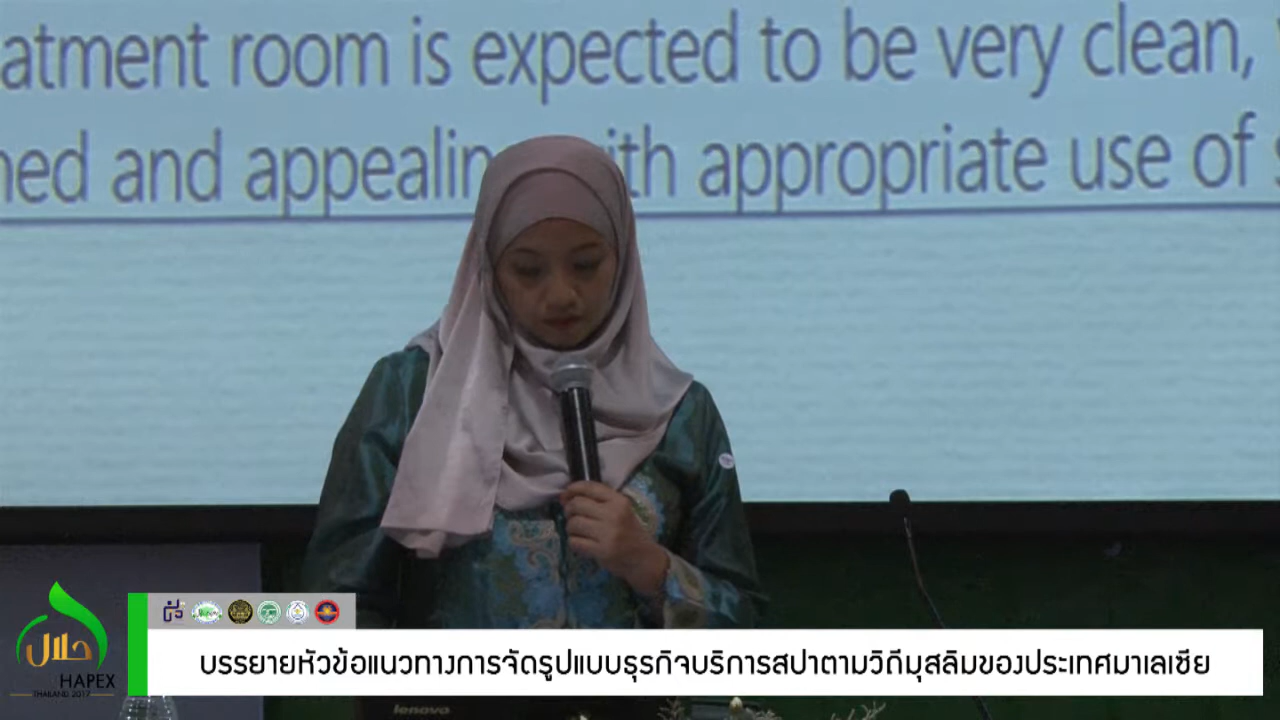 atment room is expected to be very clean,
ned and appealin with appropriate use of s
บรรยายหัวข้อแนวทางการจัดรูปแบบธุรกิจบริการสปาตามวิถีมุสลิมของประเทศมาเลเซีย
حلال
HAPEX
THAILAND 2017
lenovo